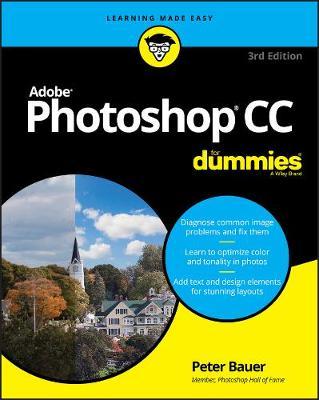 LEARNING MADE EASY
3rd Edition
Adobe®
Photoshop® CC
for
dummies®
A Wiley Brand
Diagnose common image
problems and fix them
Learn to optimize color
and tonality in photos
Add text and design elements
for stunning layouts
Peter Bauer
Member, Photoshop Hall of Fame